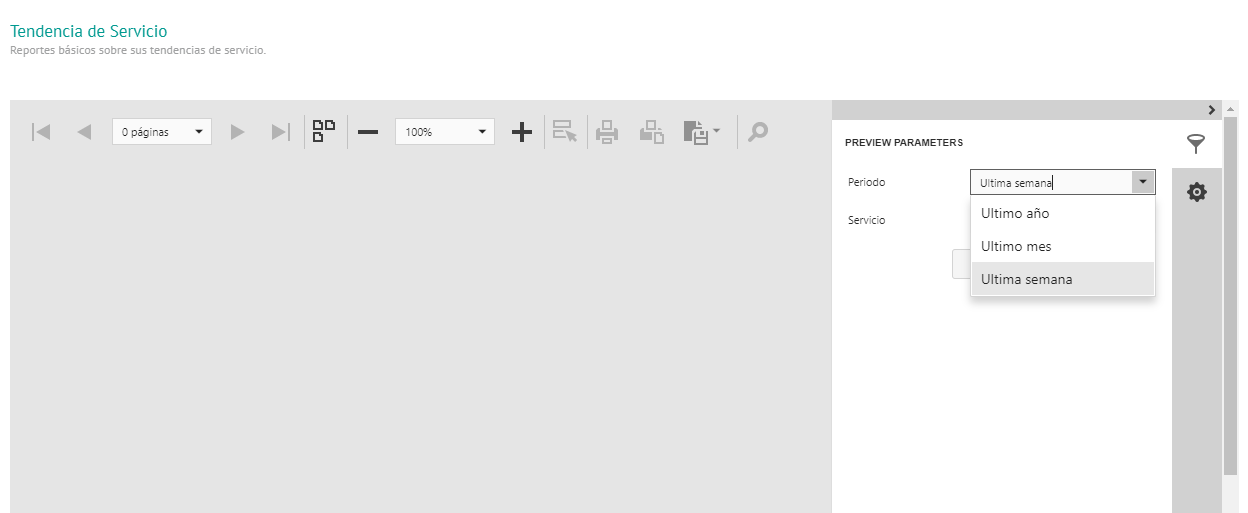 Tendencia de Servicio
Reportes básicos sobre sus tendencias de servicio.
0 páginas
100%
PREVIEW PARAMETERS
Periodo
Ultima semana
Servicio
Ultimo año
Ultimo mes
Ultima semana